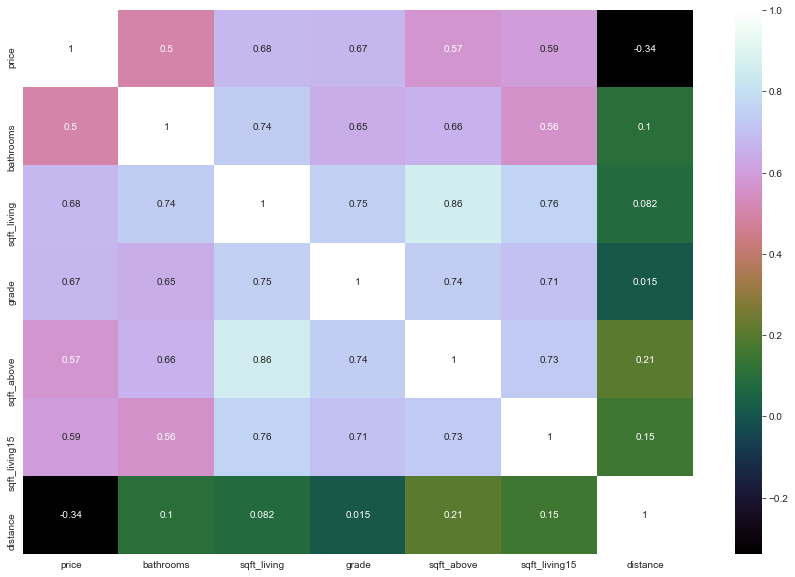 price 1 0.5 0.68 0.67 0.57 0.59 -0.34
bathrooms 0.5 1 0.74 0.65 0.66 0.56 0.1
sqft_living 0.68 0.74 1 0.75 0.86 0.76 0.082
grade 0.67 0.65 0.75 1 0.74 0.71 0.015
sqft_above 0.57 0.66 0.86 0.74 1 0.73 0.21
sqft_living15 0.59 0.56 0.76 0.71 0.73 1 0.15
distance -0.34 0.1 0.082 0.015 0.21 0.15 1
price bathrooms sqft_living grade sqft_above sqft_living15 distance
1.0
0.8
0.6
0.4
0.2
0.0
−0.2